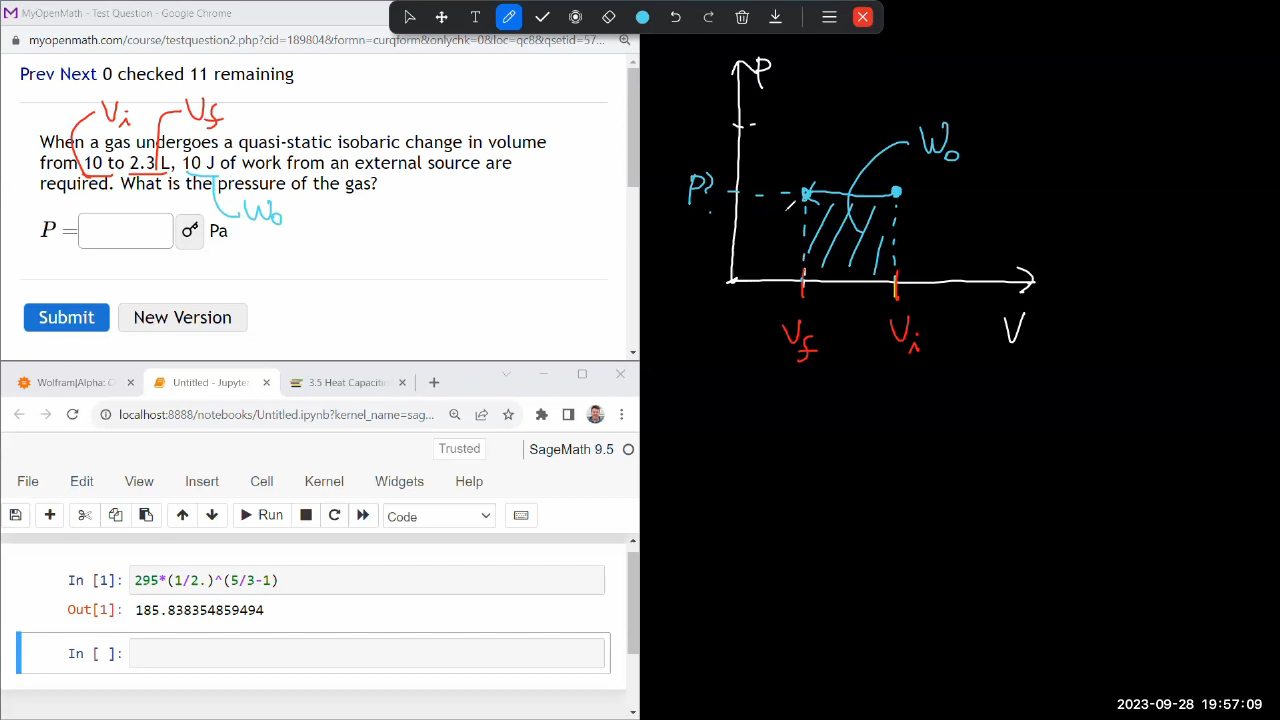 MyOpenMath - Test Question - Google Chrome
myopenmath.com/course/testquestion2.php?cid=189804&formn=curqform&onlychk=0&loc=qc8&qsetid=57...
Prev Next 0 checked 11 remaining
Vi Vf
When a gas undergoes a quasi-static isobaric change in volume
from 10 to 2.3 L, 10 J of work from an external source are
required. What is the pressure of the gas?
W₀
P = Pa
Submit New Version
Wolfram|Alpha: C Untitled - Jupyter 3.5 Heat Capacitie
localhost:8888/notebooks/Untitled.ipynb?kernel_name=sag...
Trusted SageMath 9.5
File Edit View Insert Cell Kernel Widgets Help
Run Code
In [1]: 295*(1/2.)^(5/3-1)
Out[1]: 185.838354859494
In [ ]:
T
P
W₀
P?
Vf Vi V
2023-09-28 19:57:09